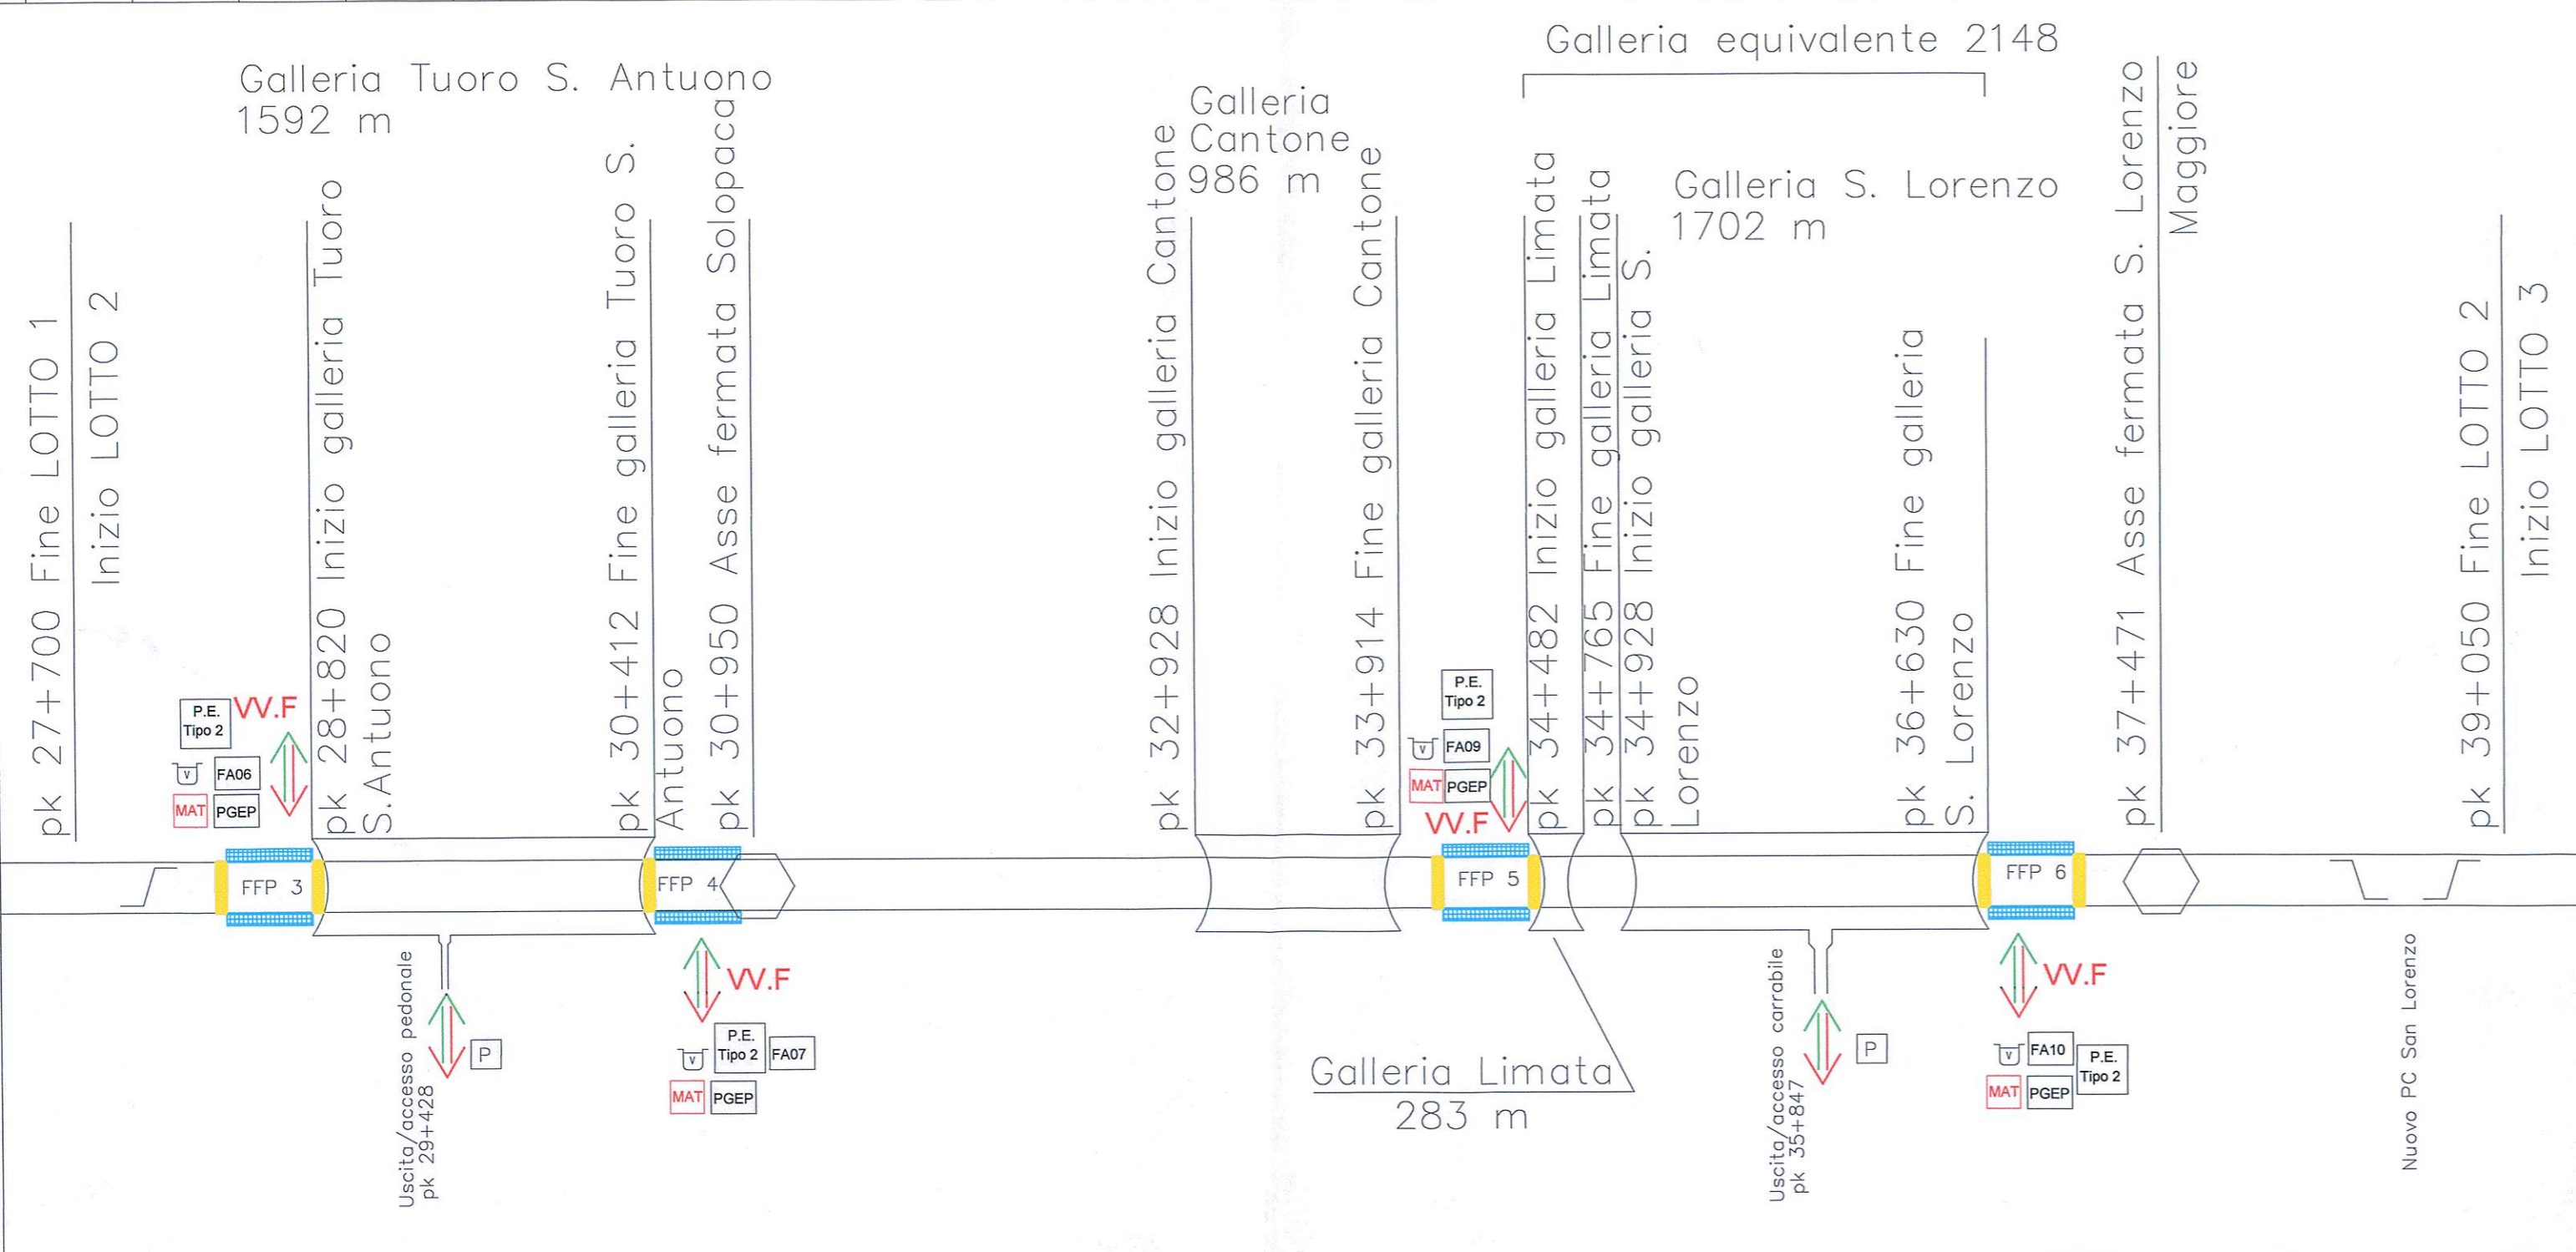 Galleria equivalente 2148
Galleria Tuoro S. Antuono
1592 m
Galleria
Cantone
986 m
Galleria S. Lorenzo
1702 m
pk 27+700 Fine LOTTO 1
Inizio LOTTO 2
pk 28+820 Inizio galleria Tuoro
S.Antuono
pk 30+412 Fine galleria Tuoro S.
Antuono
pk 30+950 Asse fermata Solopaca
pk 32+928 Inizio galleria Cantone
pk 33+914 Fine galleria Cantone
pk 34+482 Inizio galleria Limata
pk 34+765 Fine galleria Limata
pk 34+928 Inizio galleria S.
Lorenzo
pk 36+630 Fine galleria
S. Lorenzo
pk 37+471 Asse fermata S. Lorenzo
Maggiore
pk 39+050 Fine LOTTO 2
Inizio LOTTO 3
P.E.
Tipo 2
VV.F
V
FA06
MAT
PGEP
P.E.
Tipo 2
V
FA09
MAT
PGEP
VV.F
FFP 3
FFP 4
FFP 5
FFP 6
Uscita/accesso pedonale
pk 29+428
P
VV.F
P.E.
Tipo 2
V
FA07
MAT
PGEP
Galleria Limata
283 m
Uscita/accesso carrabile
pk 35+847
P
VV.F
V
FA10
P.E.
Tipo 2
MAT
PGEP
Nuovo PC San Lorenzo